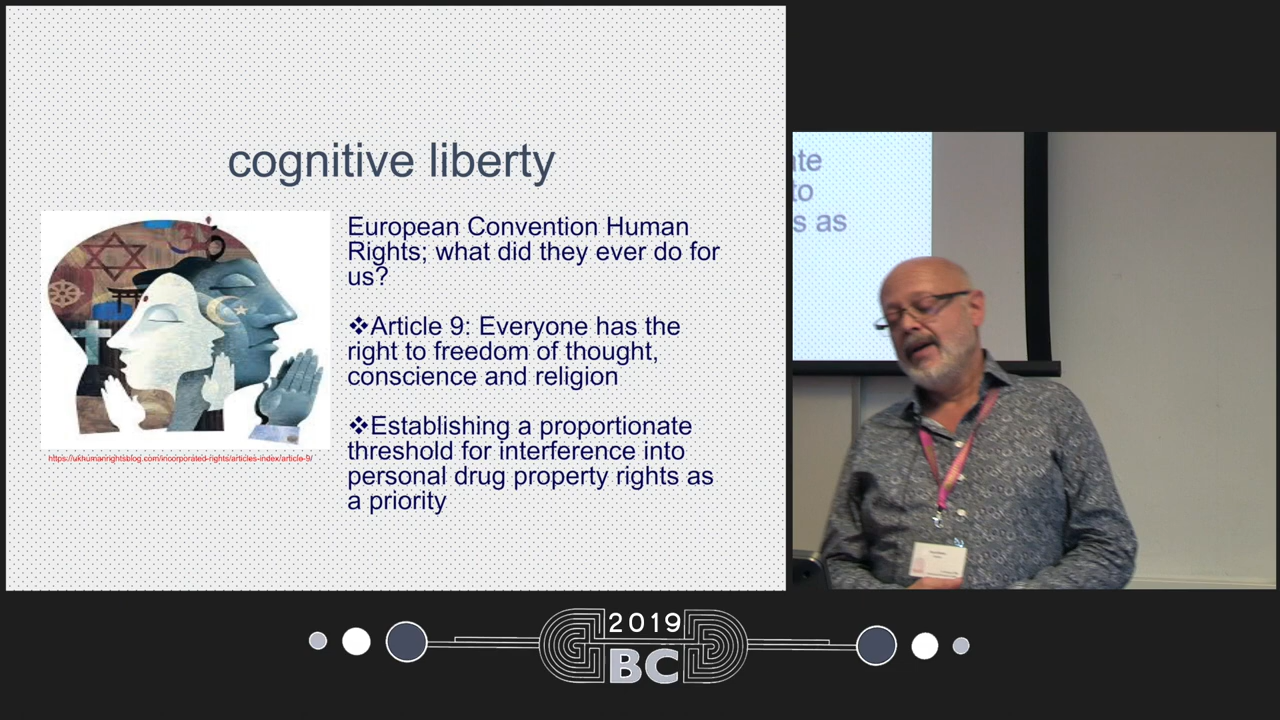 cognitive liberty
European Convention Human
Rights; what did they ever do for
us?
❖Article 9: Everyone has the
right to freedom of thought,
conscience and religion
❖Establishing a proportionate
threshold for interference into
personal drug property rights as
a priority
https://ukhumanrightsblog.com/incorporated-rights/articles-index/article-9/
to
s as
2019
BC